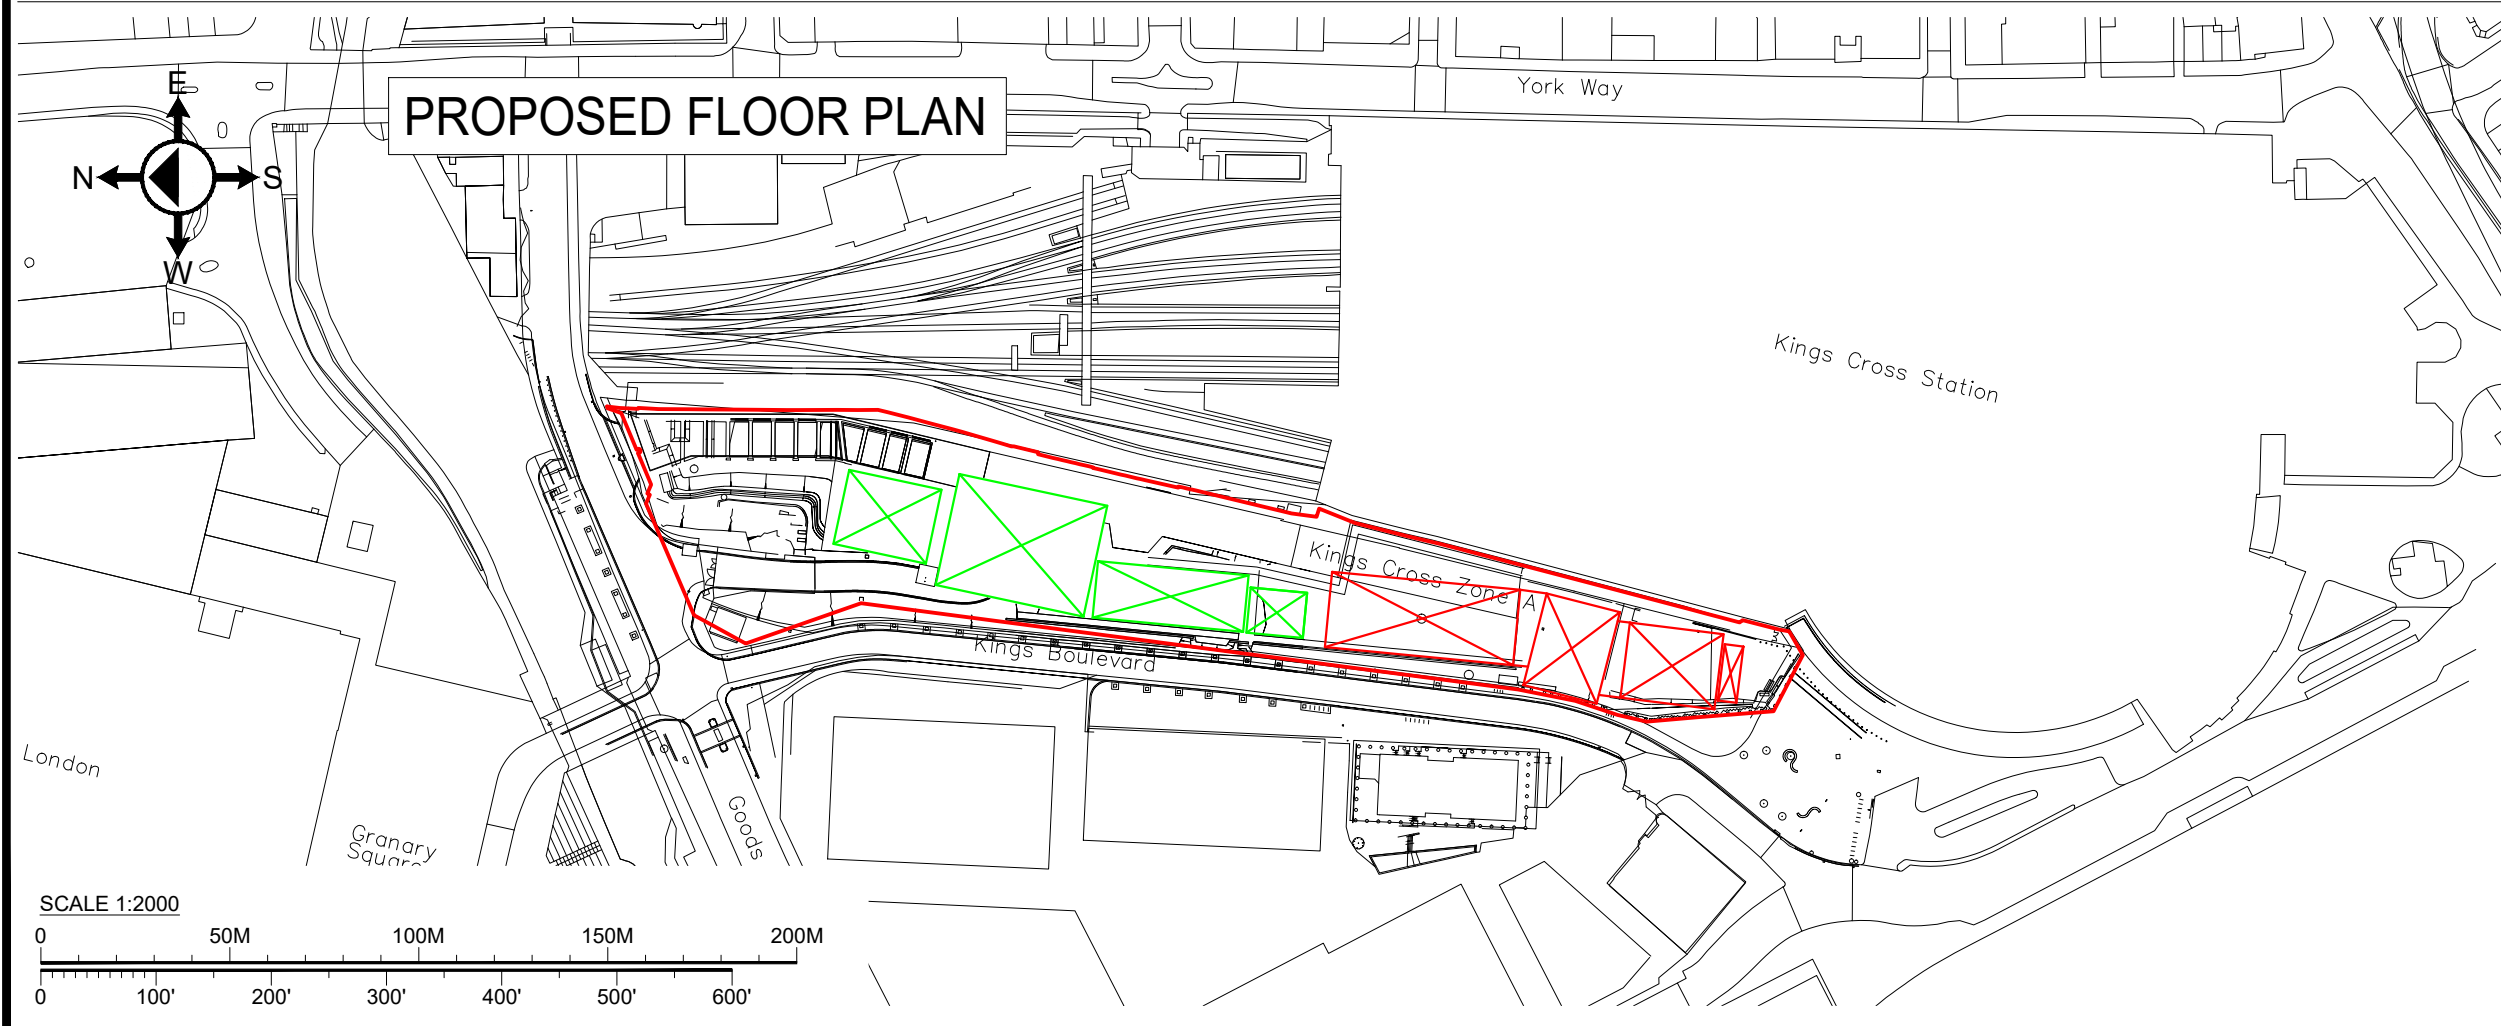 York Way
E
PROPOSED FLOOR PLAN
N
S
W
Kings Cross Station
Kings Cross Zone A
Kings Boulevard
London
Goods
Granary
Square
SCALE 1:2000
0 50M 100M 150M 200M
0 100' 200' 300' 400' 500' 600'